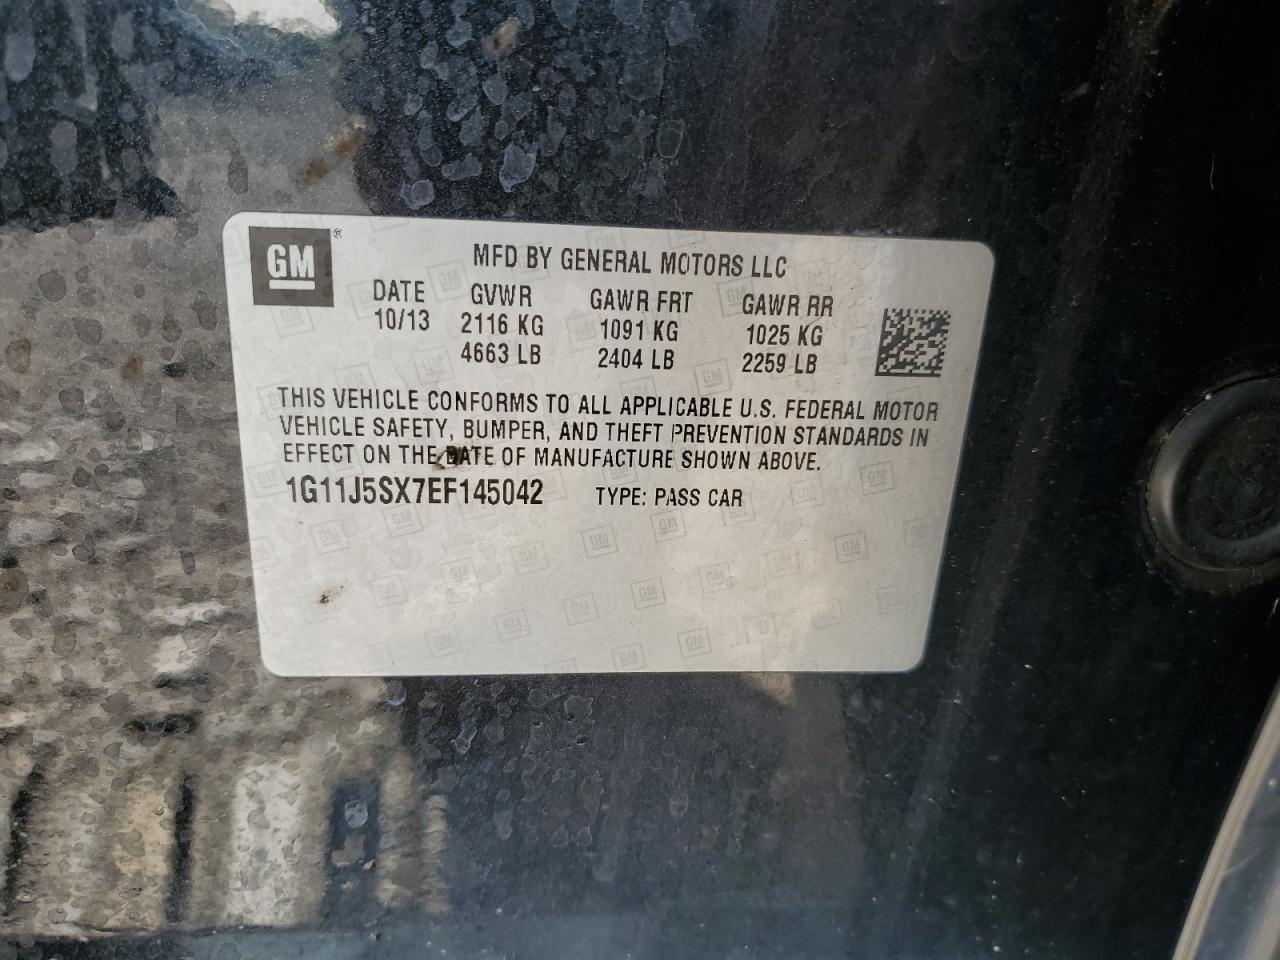 GM®
MFD BY GENERAL MOTORS LLC
DATE GVWR GAWR FRT GAWR RR
10/13 2116 KG 1091 KG 1025 KG
4663 LB 2404 LB 2259 LB
THIS VEHICLE CONFORMS TO ALL APPLICABLE U.S. FEDERAL MOTOR
VEHICLE SAFETY, BUMPER, AND THEFT PREVENTION STANDARDS IN
EFFECT ON THE DATE OF MANUFACTURE SHOWN ABOVE.
1G11J5SX7EF145042 TYPE: PASS CAR